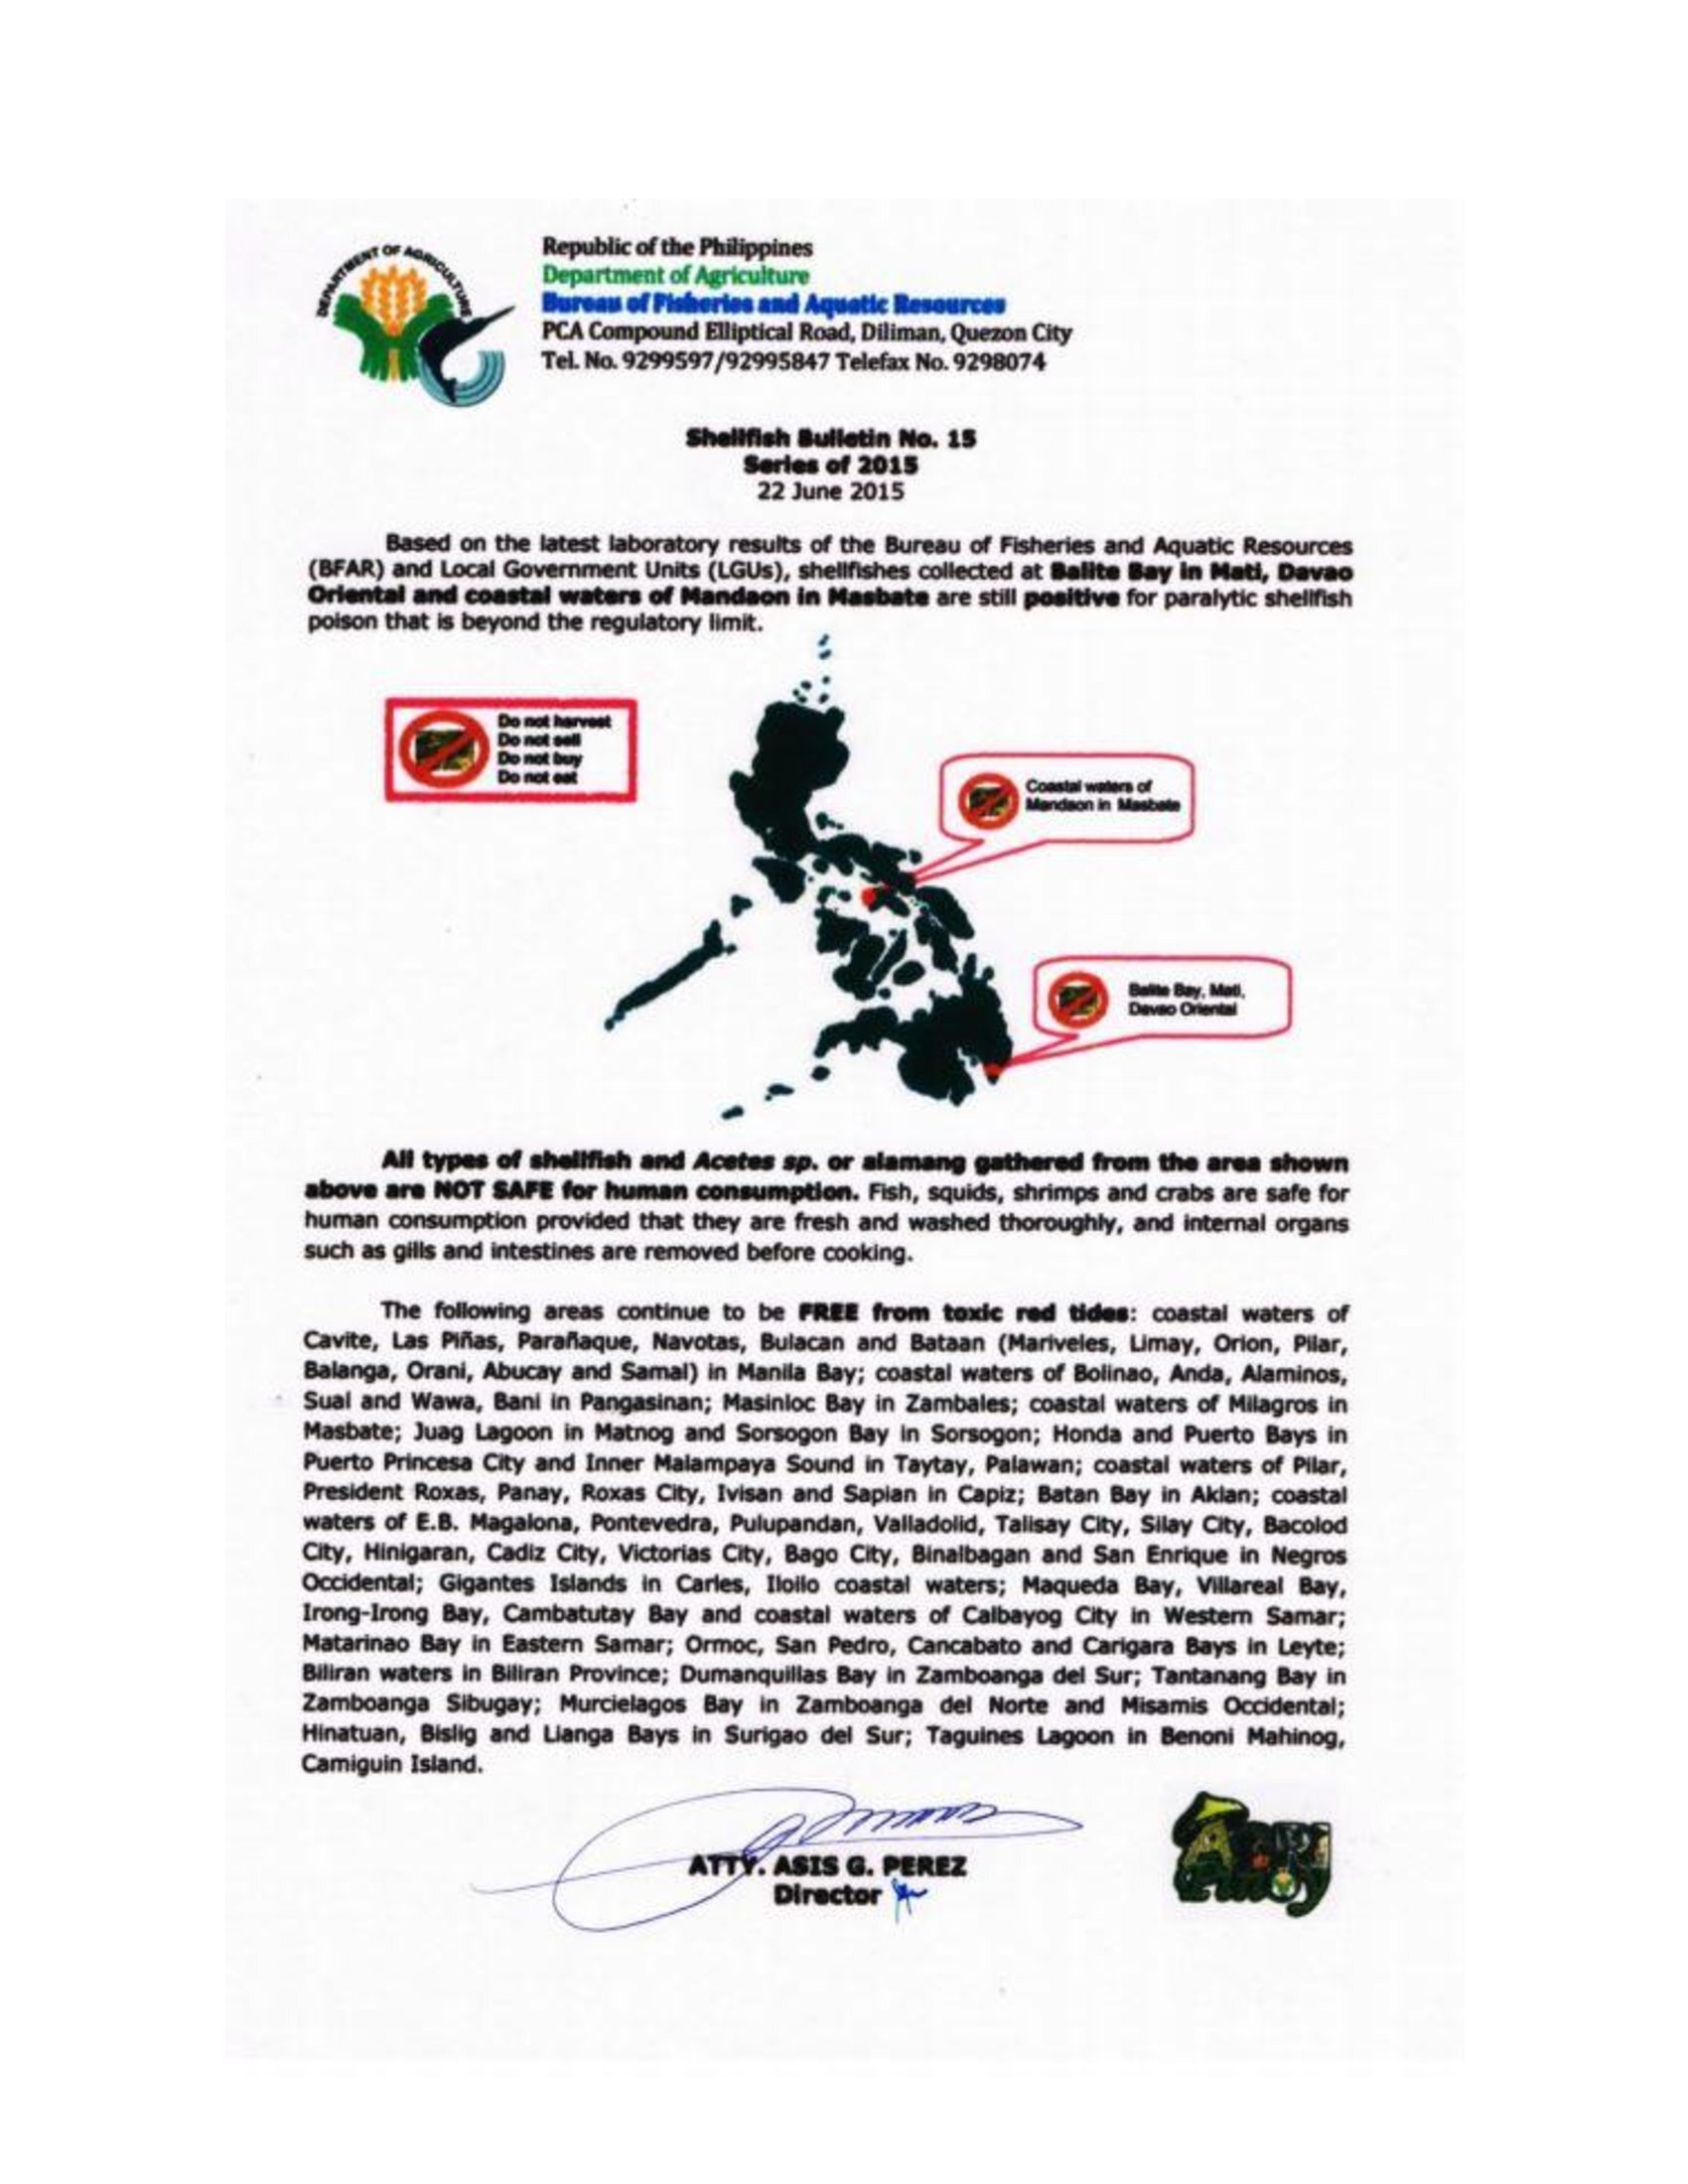 DEPARTMENT OF AGRICULTURE
Republic of the Philippines
Department of Agriculture
Bureau of Fisheries and Aquatic Resources
PCA Compound Elliptical Road, Diliman, Quezon City
Tel. No. 9299597/92995847 Telefax No. 9298074
Shellfish Bulletin No. 15
Series of 2015
22 June 2015
Based on the latest laboratory results of the Bureau of Fisheries and Aquatic Resources
(BFAR) and Local Government Units (LGUs), shellfishes collected at Balite Bay in Mati, Davao
Oriental and coastal waters of Mandaon in Masbate are still positive for paralytic shellfish
poison that is beyond the regulatory limit.
Do not harvest
Do not sell
Do not buy
Do not eat
Coastal waters of
Mandaon in Masbate
Balite Bay, Mati,
Davao Oriental
All types of shellfish and Acetes sp. or alamang gathered from the area shown
above are NOT SAFE for human consumption. Fish, squids, shrimps and crabs are safe for
human consumption provided that they are fresh and washed thoroughly, and internal organs
such as gills and intestines are removed before cooking.
The following areas continue to be FREE from toxic red tides: coastal waters of
Cavite, Las Piñas, Parañaque, Navotas, Bulacan and Bataan (Mariveles, Limay, Orion, Pilar,
Balanga, Orani, Abucay and Samal) in Manila Bay; coastal waters of Bolinao, Anda, Alaminos,
Sual and Wawa, Bani in Pangasinan; Masinloc Bay in Zambales; coastal waters of Milagros in
Masbate; Juag Lagoon in Matnog and Sorsogon Bay in Sorsogon; Honda and Puerto Bays in
Puerto Princesa City and Inner Malampaya Sound in Taytay, Palawan; coastal waters of Pilar,
President Roxas, Panay, Roxas City, Ivisan and Sapian in Capiz; Batan Bay in Aklan; coastal
waters of E.B. Magalona, Pontevedra, Pulupandan, Valladolid, Talisay City, Silay City, Bacolod
City, Hinigaran, Cadiz City, Victorias City, Bago City, Binalbagan and San Enrique in Negros
Occidental; Gigantes Islands in Carles, Iloilo coastal waters; Maqueda Bay, Villareal Bay,
Irong-Irong Bay, Cambatutay Bay and coastal waters of Calbayog City in Western Samar;
Matarinao Bay in Eastern Samar; Ormoc, San Pedro, Cancabato and Carigara Bays in Leyte;
Biliran waters in Biliran Province; Dumanquillas Bay in Zamboanga del Sur; Tantanang Bay in
Zamboanga Sibugay; Murcielagos Bay in Zamboanga del Norte and Misamis Occidental;
Hinatuan, Bislig and Lianga Bays in Surigao del Sur; Taguines Lagoon in Benoni Mahinog,
Camiguin Island.
ATTY. ASIS G. PEREZ
Director
Agri
Pinoy